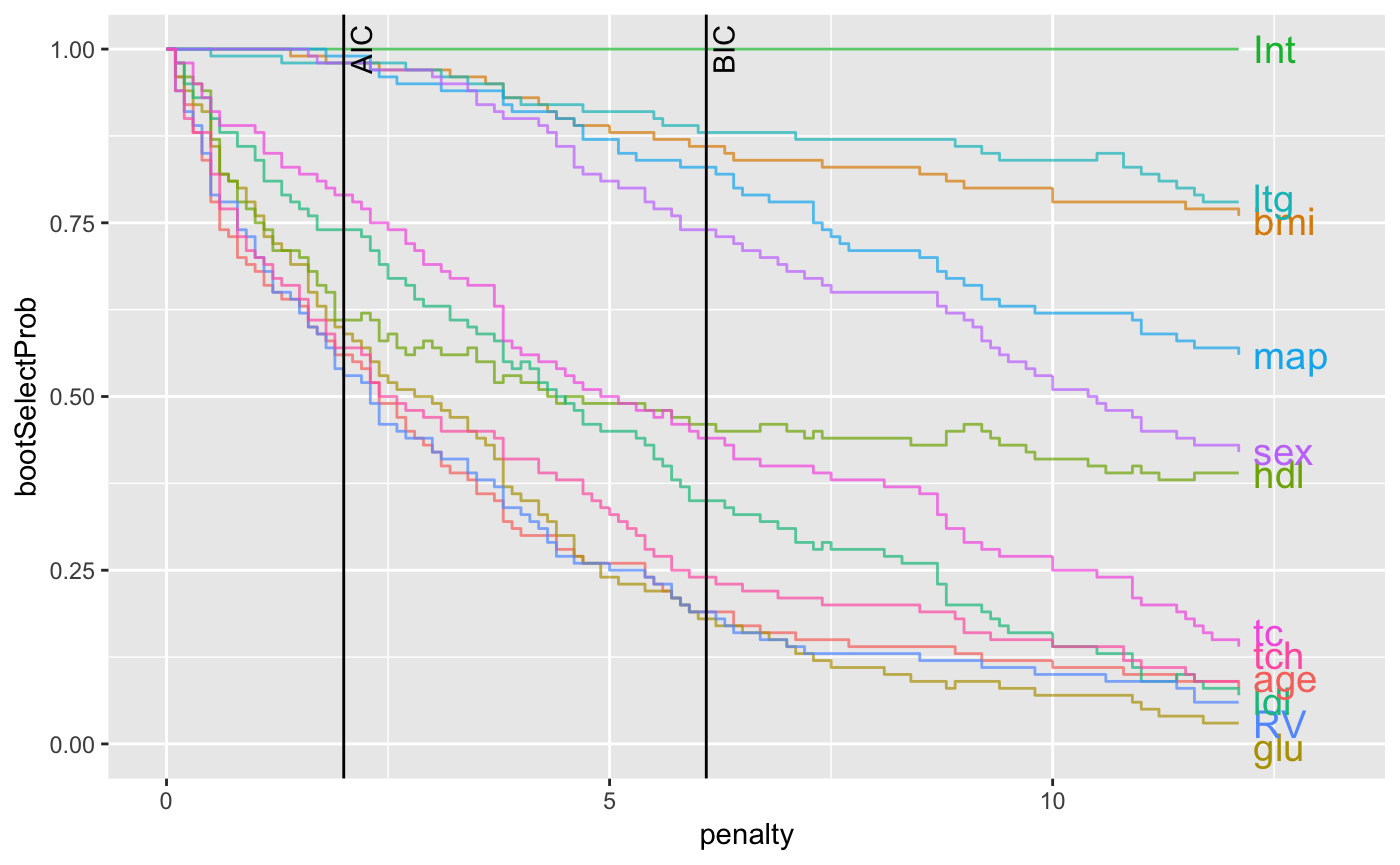 AIC
BIC
1.00
0.75
0.50
0.25
0.00
bootSelectProb
Int
ltg
bmi
map
sex
hdl
tc
tch
age
ldl
RV
glu
0
5
10
penalty